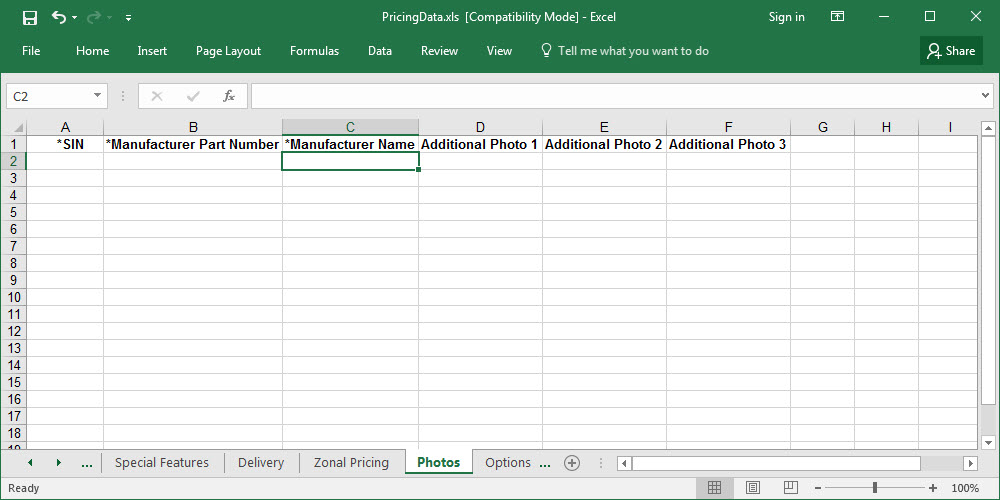 PricingData.xls [Compatibility Mode] - Excel
Sign in
File Home Insert Page Layout Formulas Data Review View Tell me what you want to do Share
C2 fx
A B C D E F G H I
1 *SIN *Manufacturer Part Number *Manufacturer Name Additional Photo 1 Additional Photo 2 Additional Photo 3
2
3
4
5
6
7
8
9
10
11
12
13
14
15
16
17
18
19
... Special Features Delivery Zonal Pricing Photos Options ...
Ready 100%